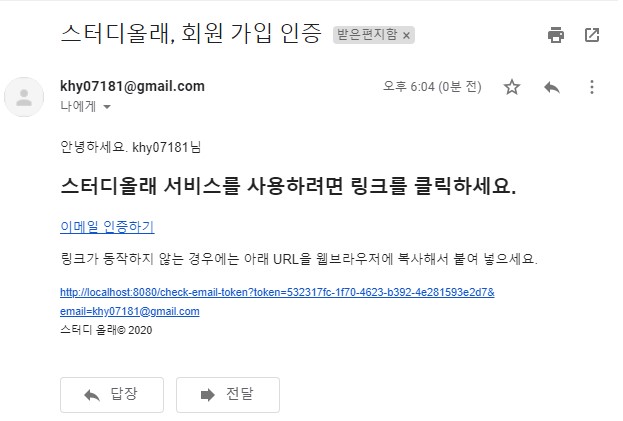 스터디올래, 회원 가입 인증 받은편지함 x
khy07181@gmail.com 오후 6:04 (0분 전)
나에게
안녕하세요. khy07181님
스터디올래 서비스를 사용하려면 링크를 클릭하세요.
이메일 인증하기
링크가 동작하지 않는 경우에는 아래 URL을 웹브라우저에 복사해서 붙여 넣으세요.
http://localhost:8080/check-email-token?token=532317fc-1f70-4623-b392-4e281593e2d7&
email=khy07181@gmail.com
스터디 올래© 2020
답장 전달